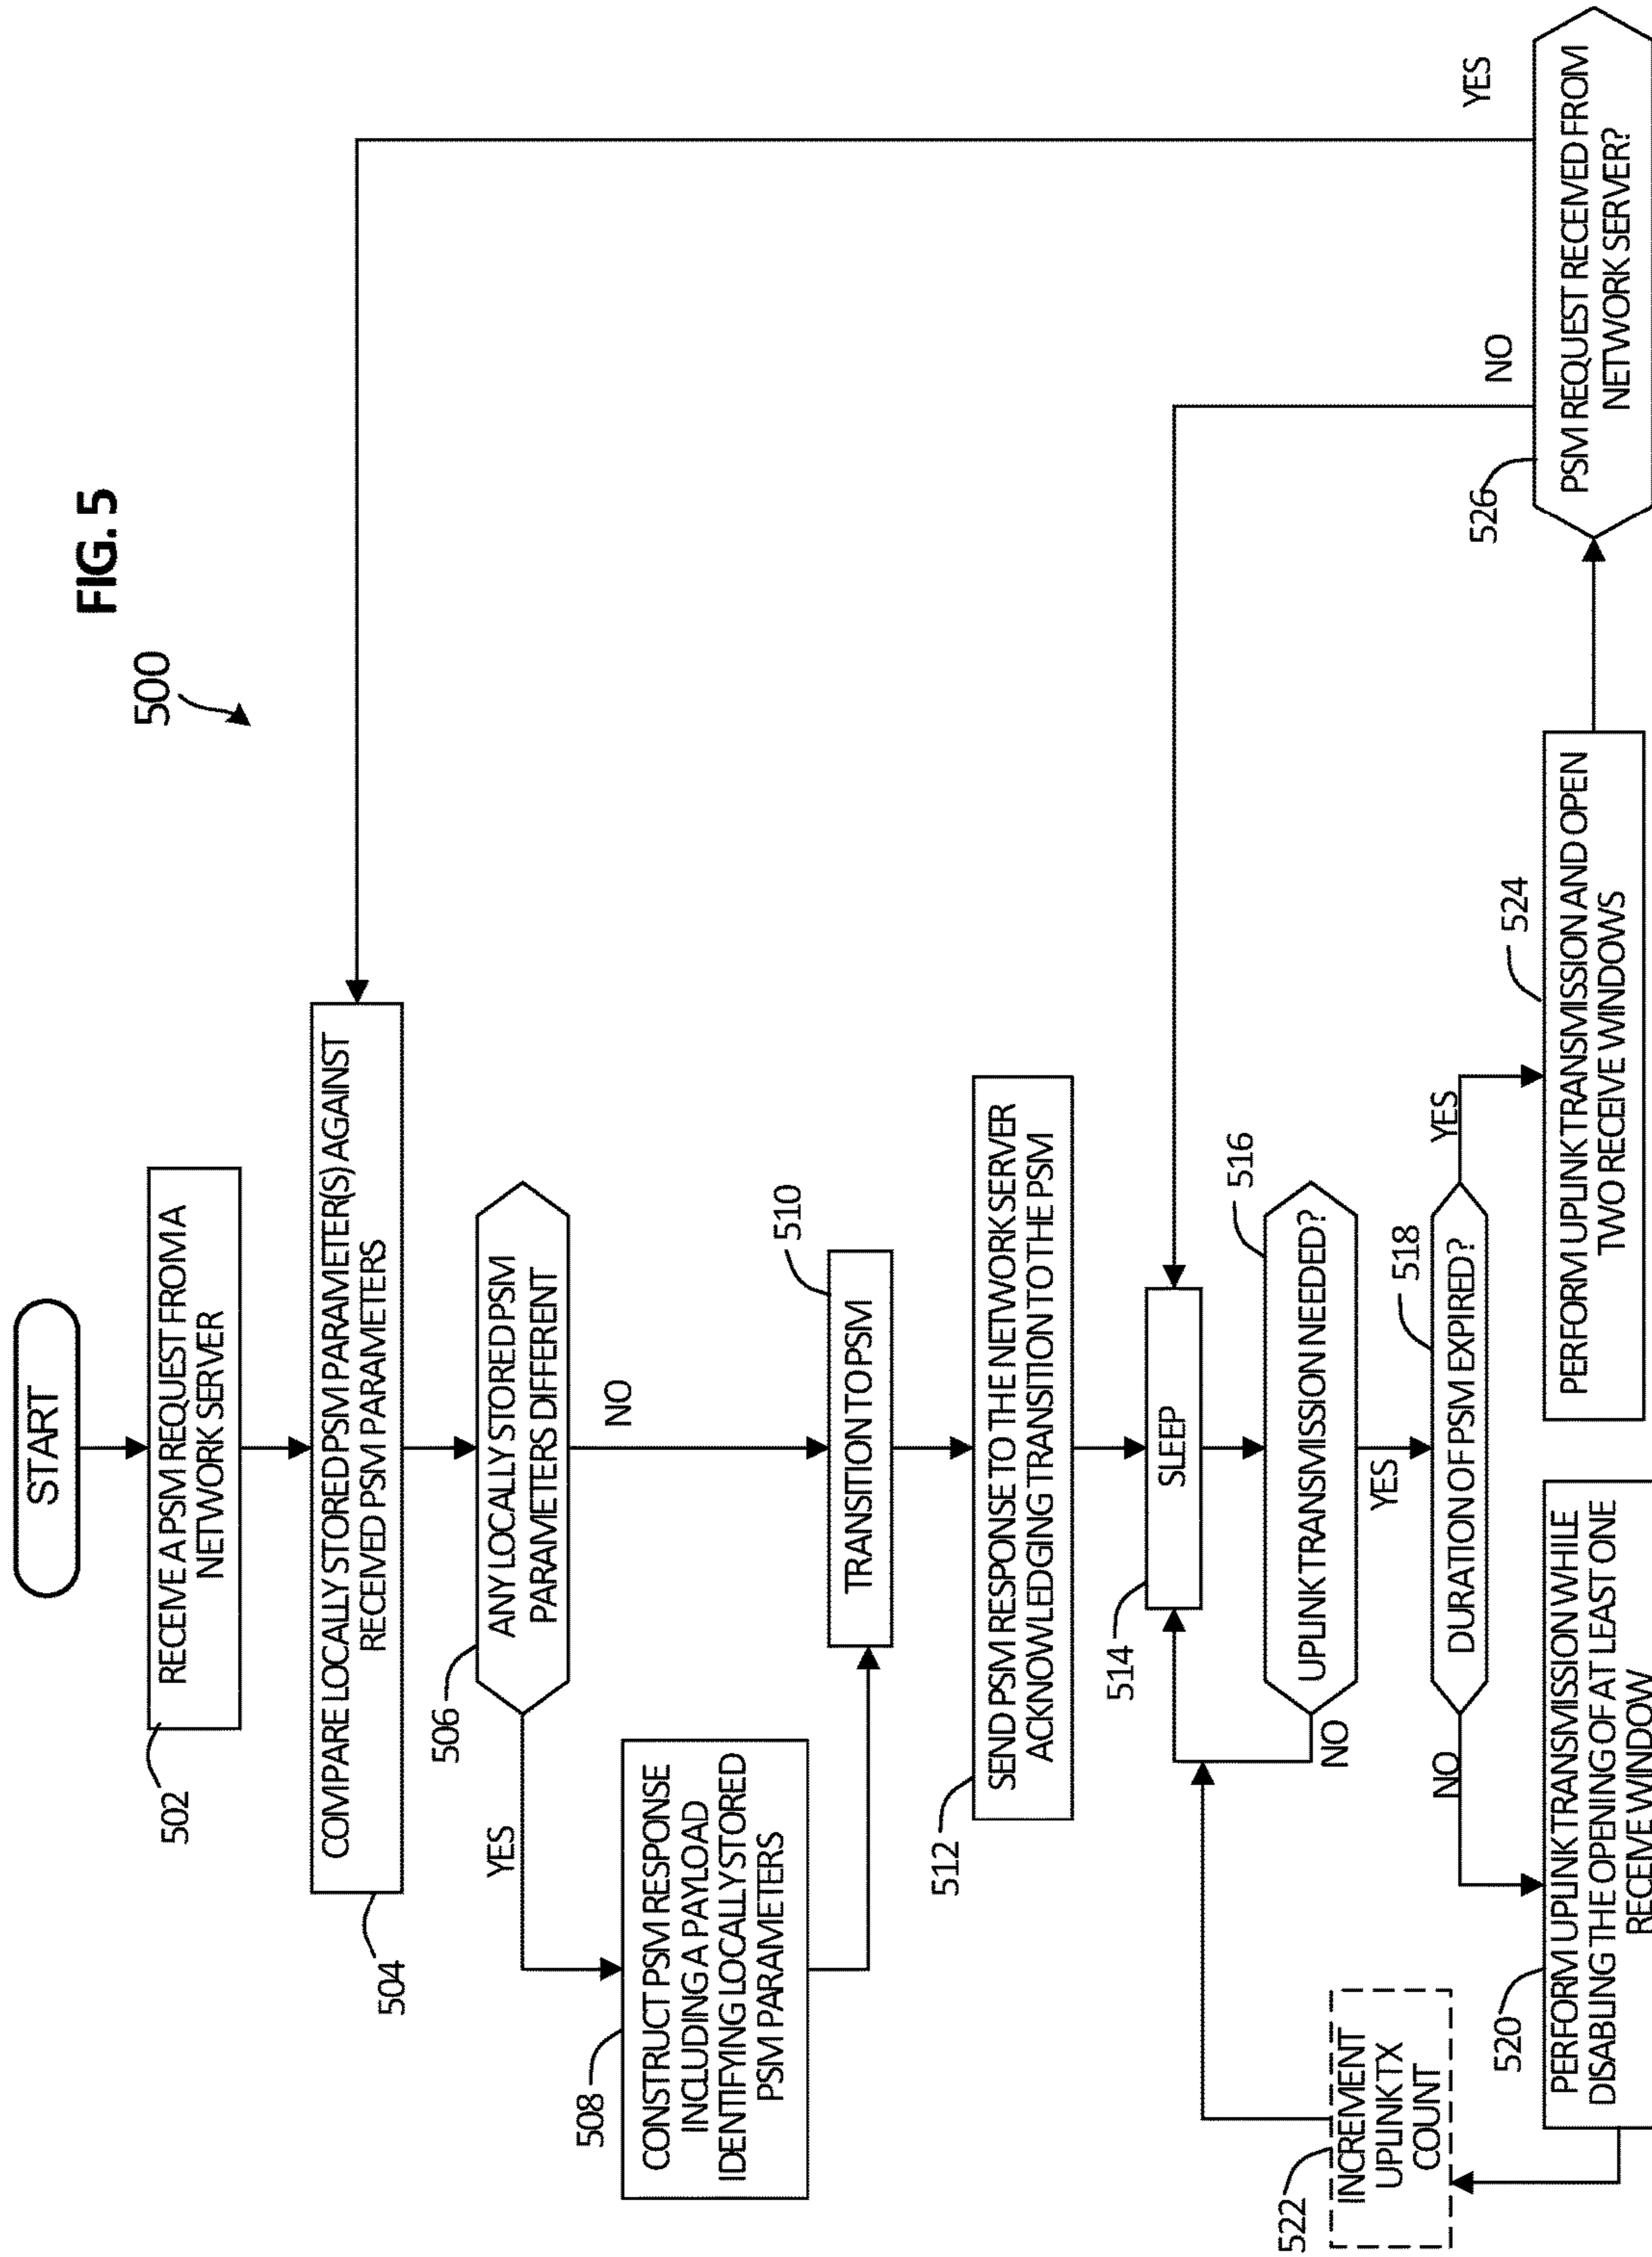 FIG. 5
500
START
RECEIVE A PSM REQUEST FROM A
NETWORK SERVER
502
COMPARE LOCALLY STORED PSM PARAMETER(S) AGAINST
RECEIVED PSM PARAMETERS
504
ANY LOCALLY STORED PSM
PARAMETERS DIFFERENT
506
YES
NO
CONSTRUCT PSM RESPONSE
INCLUDING A PAYLOAD
IDENTIFYING LOCALLY STORED
PSM PARAMETERS
508
TRANSITION TO PSM
510
SEND PSM RESPONSE TO THE NETWORK SERVER
ACKNOWLEDGING TRANSITION TO THE PSM
512
SLEEP
514
UPLINK TRANSMISSION NEEDED?
516
NO
YES
DURATION OF PSM EXPIRED?
518
NO
YES
INCREMENT
UPLINK TX
COUNT
522
PERFORM UPLINK TRANSMISSION WHILE
DISABLING THE OPENING OF AT LEAST ONE
RECEIVE WINDOW
520
PERFORM UPLINK TRANSMISSION AND OPEN
TWO RECEIVE WINDOWS
524
PSM REQUEST RECEIVED FROM
NETWORK SERVER?
526
NO
YES